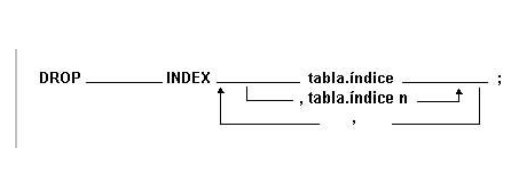 DROP INDEX tabla.índice ;
, tabla.índice n
,